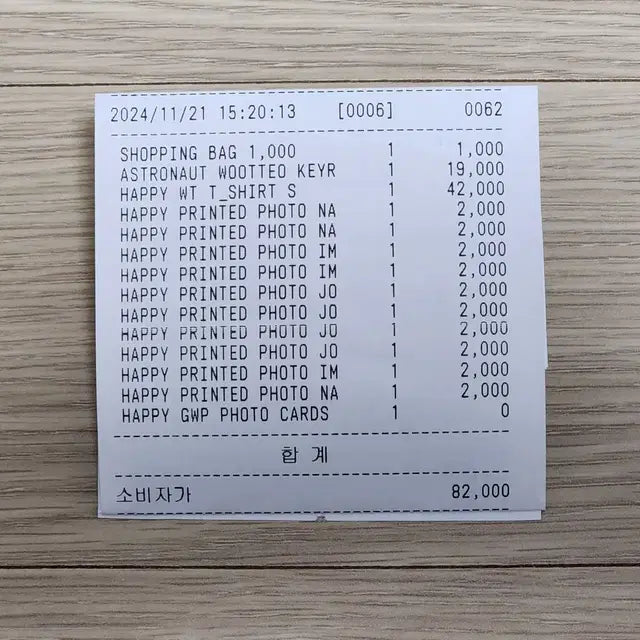 2024/11/21 15:20:13 [0006] 0062
SHOPPING BAG 1,000 1 1,000
ASTRONAUT WOOTTEO KEYR 1 19,000
HAPPY WT T_SHIRT S 1 42,000
HAPPY PRINTED PHOTO NA 1 2,000
HAPPY PRINTED PHOTO NA 1 2,000
HAPPY PRINTED PHOTO IM 1 2,000
HAPPY PRINTED PHOTO IM 1 2,000
HAPPY PRINTED PHOTO JO 1 2,000
HAPPY PRINTED PHOTO JO 1 2,000
HAPPY PRINTED PHOTO JO 1 2,000
HAPPY PRINTED PHOTO JO 1 2,000
HAPPY PRINTED PHOTO IM 1 2,000
HAPPY PRINTED PHOTO NA 1 2,000
HAPPY GWP PHOTO CARDS 1 0
합 계
소비자가 82,000